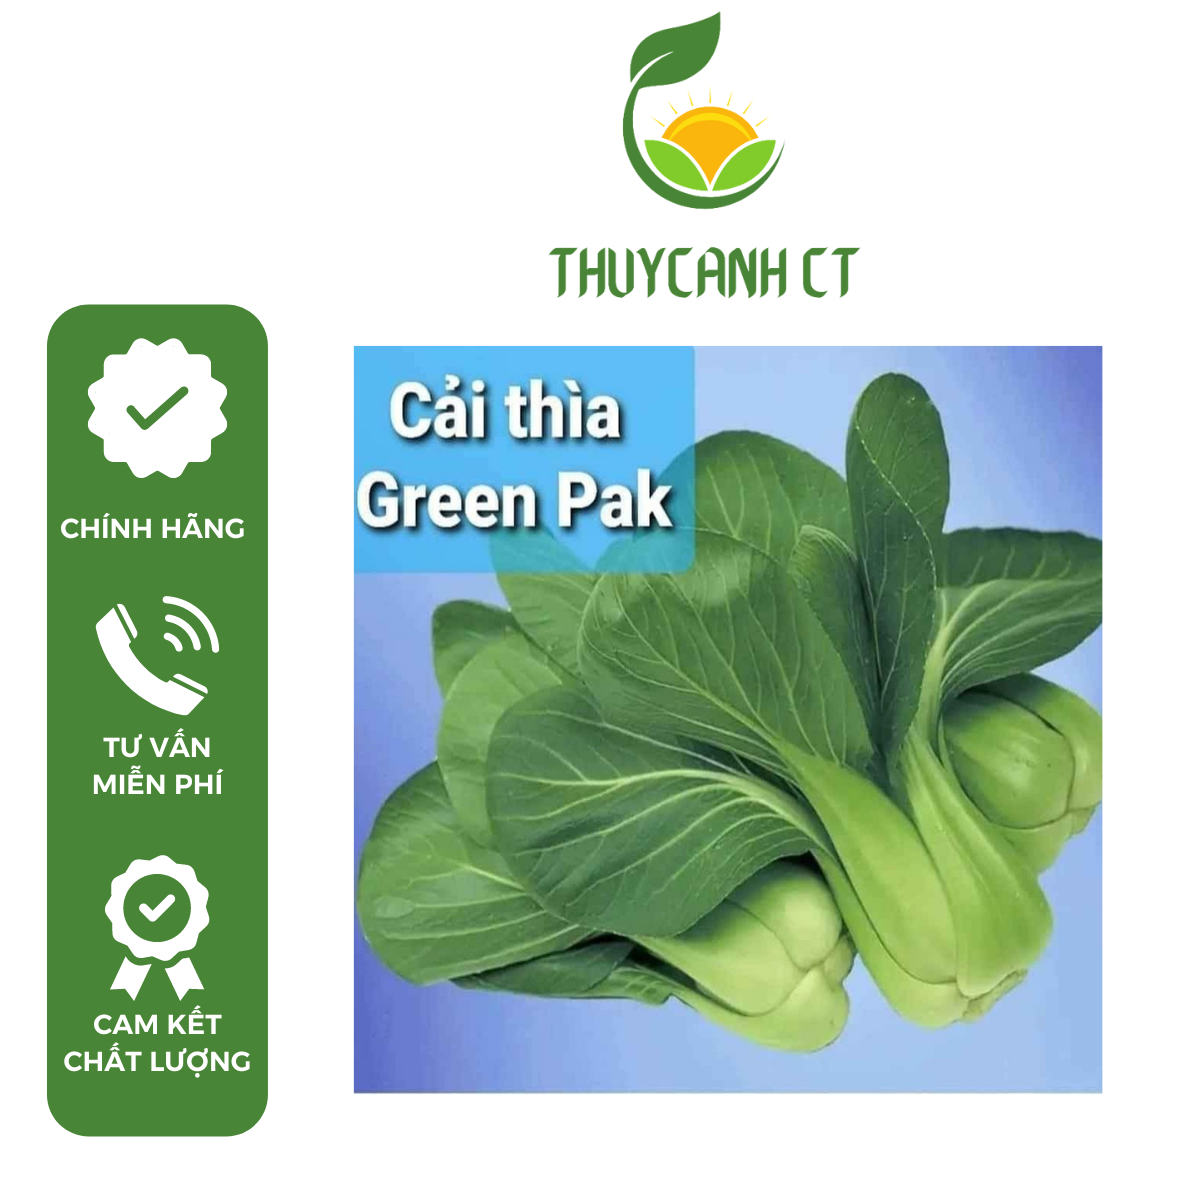 THUYCANH CT
CHÍNH HÃNG
TƯ VẤN
MIỄN PHÍ
CAM KẾT
CHẤT LƯỢNG
Cải thìa
Green Pak